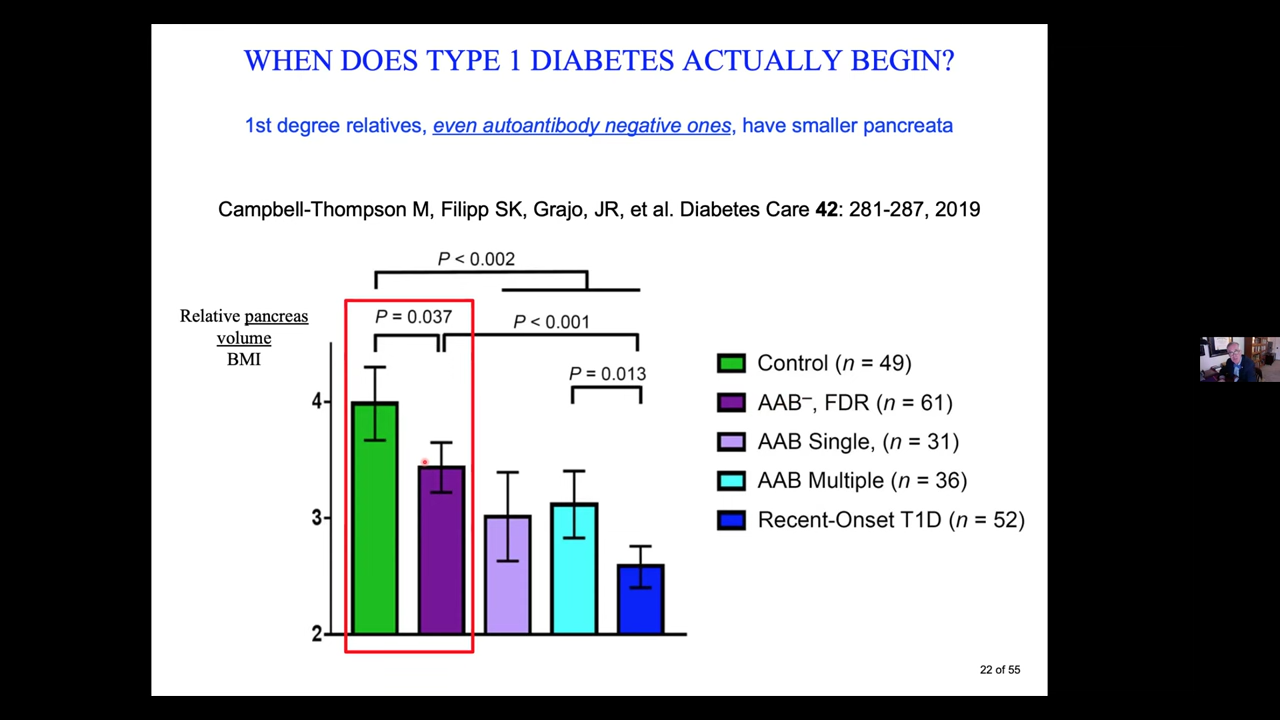 WHEN DOES TYPE 1 DIABETES ACTUALLY BEGIN?
1st degree relatives, even autoantibody negative ones, have smaller pancreata
Campbell-Thompson M, Filipp SK, Grajo, JR, et al. Diabetes Care 42: 281-287, 2019
P < 0.002
Relative pancreas
volume
BMI
P = 0.037
P < 0.001
P = 0.013
4
3
2
Control (n = 49)
AAB–, FDR (n = 61)
AAB Single, (n = 31)
AAB Multiple (n = 36)
Recent-Onset T1D (n = 52)
22 of 55